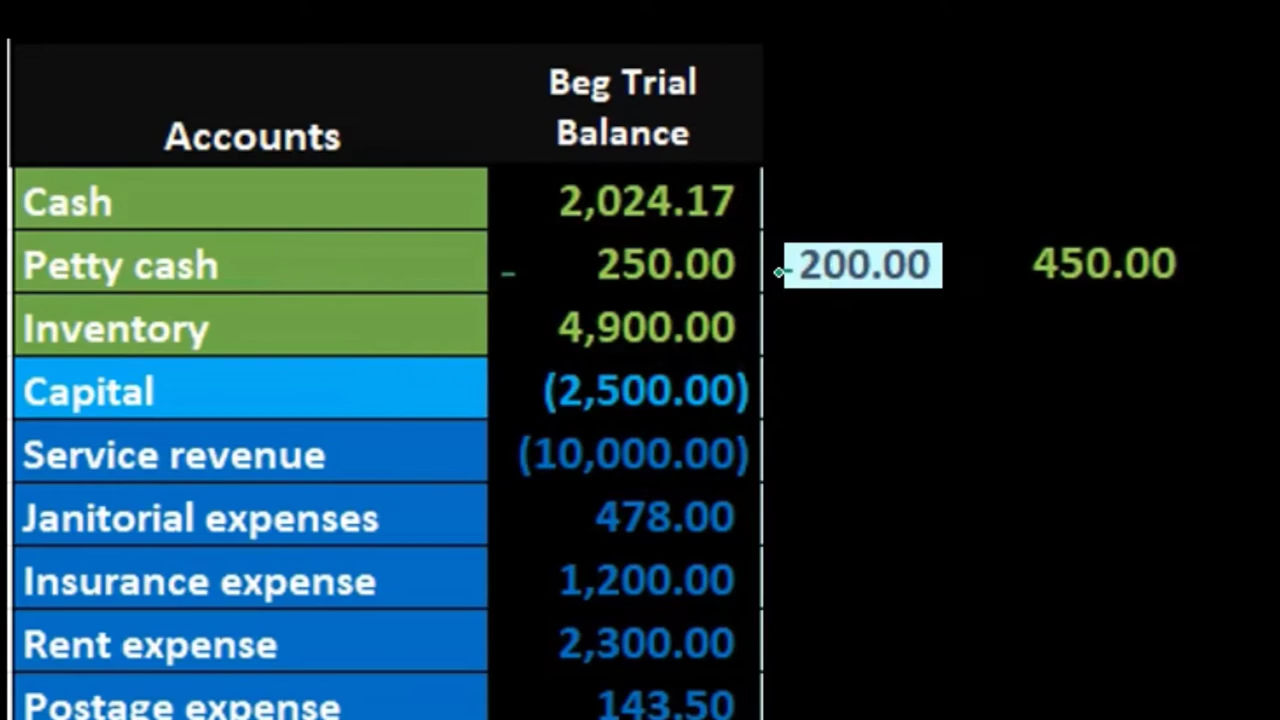 Accounts Beg Trial Balance
Cash 2,024.17
Petty cash 250.00 200.00 450.00
Inventory 4,900.00
Capital (2,500.00)
Service revenue (10,000.00)
Janitorial expenses 478.00
Insurance expense 1,200.00
Rent expense 2,300.00
Postage expense 143.50